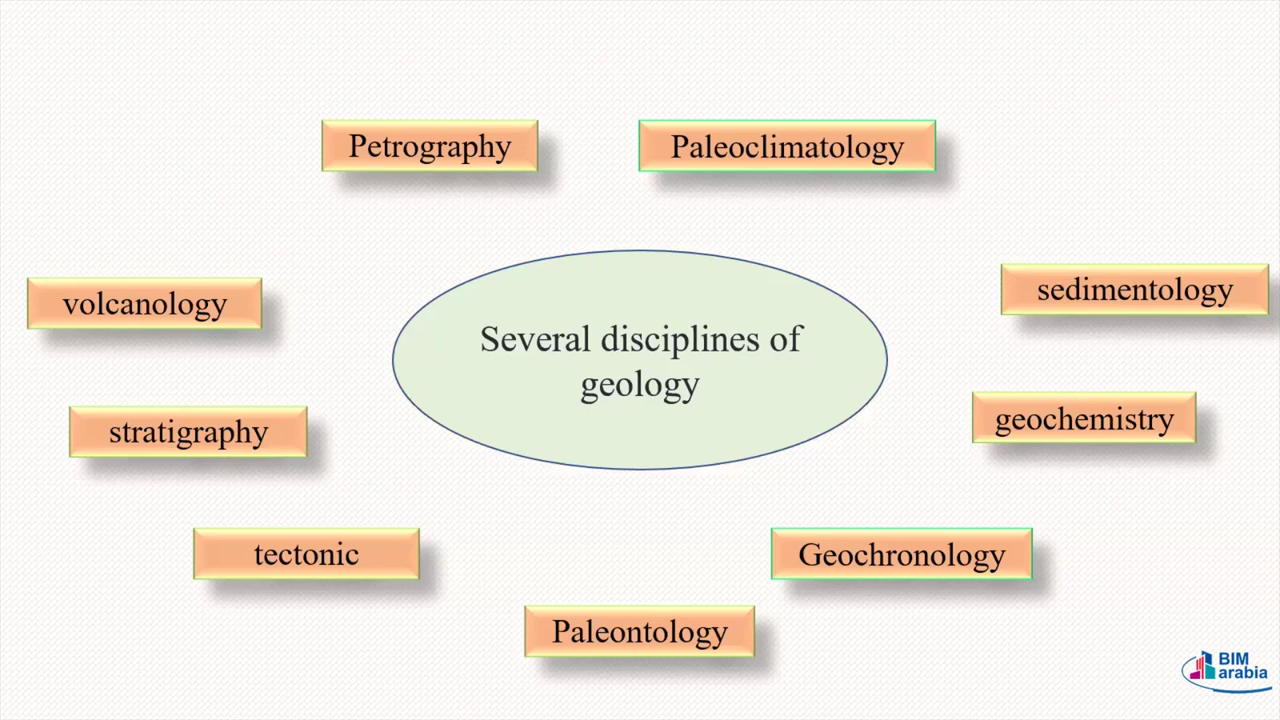 Petrography
Paleoclimatology
volcanology
sedimentology
Several disciplines of
geology
stratigraphy
geochemistry
tectonic
Geochronology
Paleontology
BIM
arabia